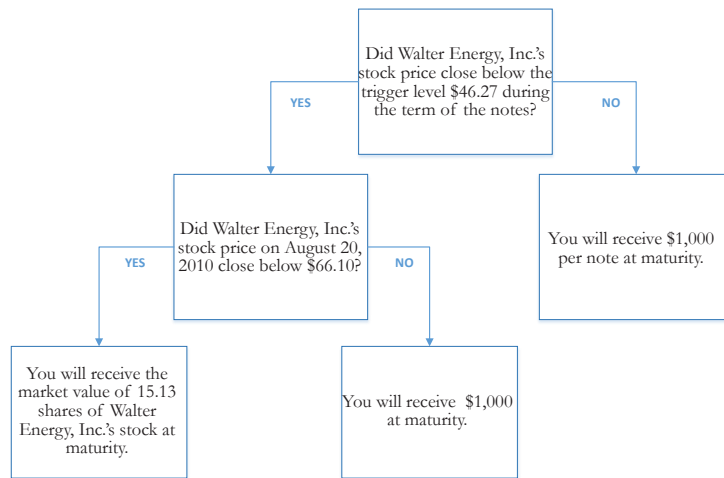 Did Walter Energy, Inc.'s
stock price close below the
trigger level $46.27 during
the term of the notes?
YES
NO
Did Walter Energy, Inc.'s
stock price on August 20,
2010 close below $66.10?
You will receive $1,000
per note at maturity.
YES
NO
You will receive the
market value of 15.13
shares of Walter
Energy, Inc.'s stock at
maturity.
You will receive $1,000
at maturity.